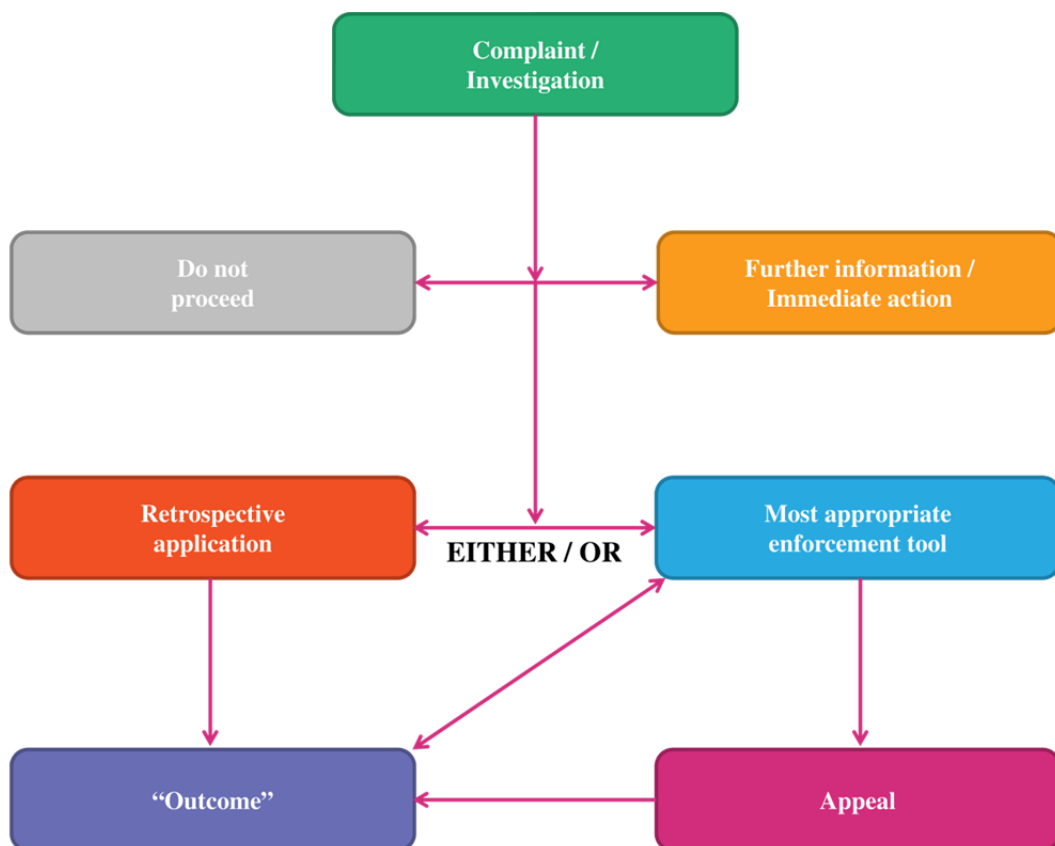 Complaint /
Investigation
Do not
proceed
Further information /
Immediate action
Retrospective
application
EITHER / OR
Most appropriate
enforcement tool
“Outcome”
Appeal